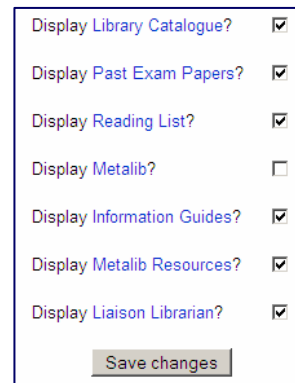 Display Library Catalogue?
Display Past Exam Papers?
Display Reading List?
Display Metalib?
Display Information Guides?
Display Metalib Resources?
Display Liaison Librarian?
Save changes